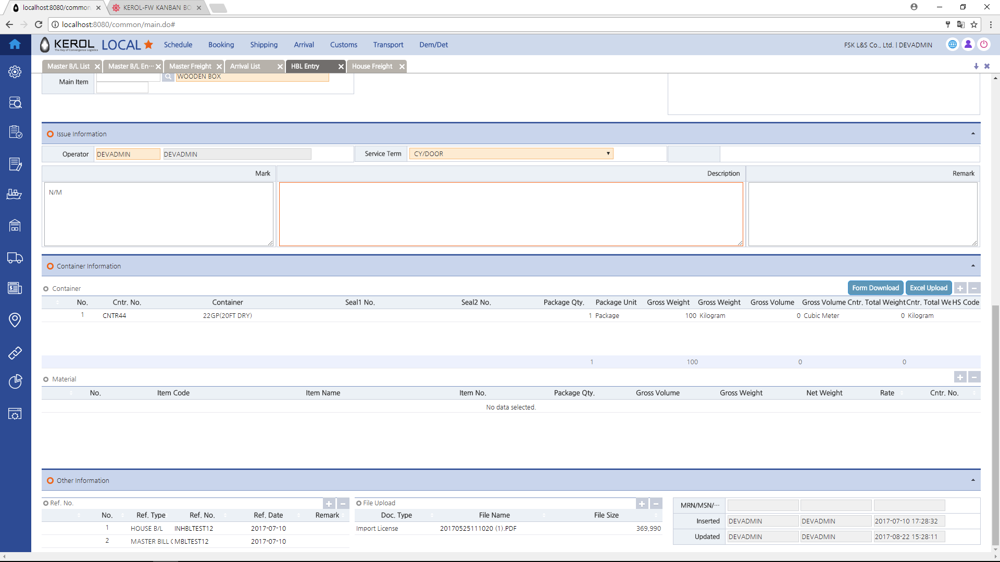 localhost:8080/common
KEROL-FW KANBAN BO
localhost:8080/common/main.do#
KEROL
The Key of Convergence Logistics
LOCAL
Schedule Booking Shipping Arrival Customs Transport Dem/Det
FSK L&S Co., Ltd. | DEVADMIN
Master B/L List Master B/L En··· Master Freight Arrival List HBL Entry House Freight
Main Item WOODEN BOX
Issue Information
Operator DEVADMIN DEVADMIN Service Term CY/DOOR
Mark Description Remark
N/M
Container Information
Container Form Download Excel Upload
No. Cntr. No. Container Seal1 No. Seal2 No. Package Qty. Package Unit Gross Weight Gross Weight Gross Volume Gross Volume Cntr. Total Weight Cntr. Total We HS Code
1 CNTR44 22GP(20FT DRY) 1 Package 100 Kilogram 0 Cubic Meter 0 Kilogram
1 100 0 0
Material
No. Item Code Item Name Item No. Package Qty. Gross Volume Gross Weight Net Weight Rate Cntr. No.
No data selected.
Other Information
Ref. No. File Upload MRN/MSN/···
No. Ref. Type Ref. No. Ref. Date Remark Doc. Type File Name File Size
Inserted DEVADMIN DEVADMIN 2017-07-10 17:28:32
1 HOUSE B/L INHBLTEST12 2017-07-10 Import License 20170525111020 (1).PDF 369,990
Updated DEVADMIN DEVADMIN 2017-08-22 15:28:11
2 MASTER BILL MBLTEST12 2017-07-10